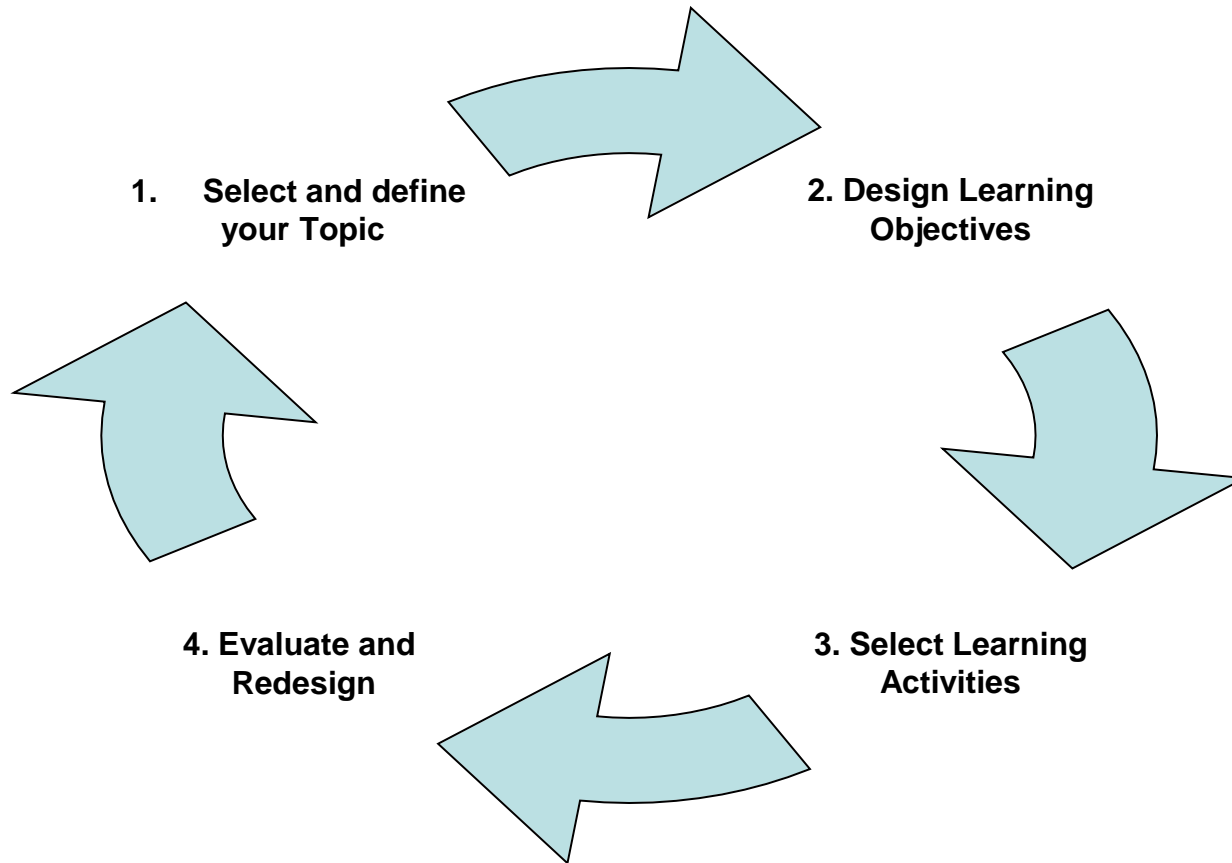 1. Select and define
your Topic
2. Design Learning
Objectives
3. Select Learning
Activities
4. Evaluate and
Redesign